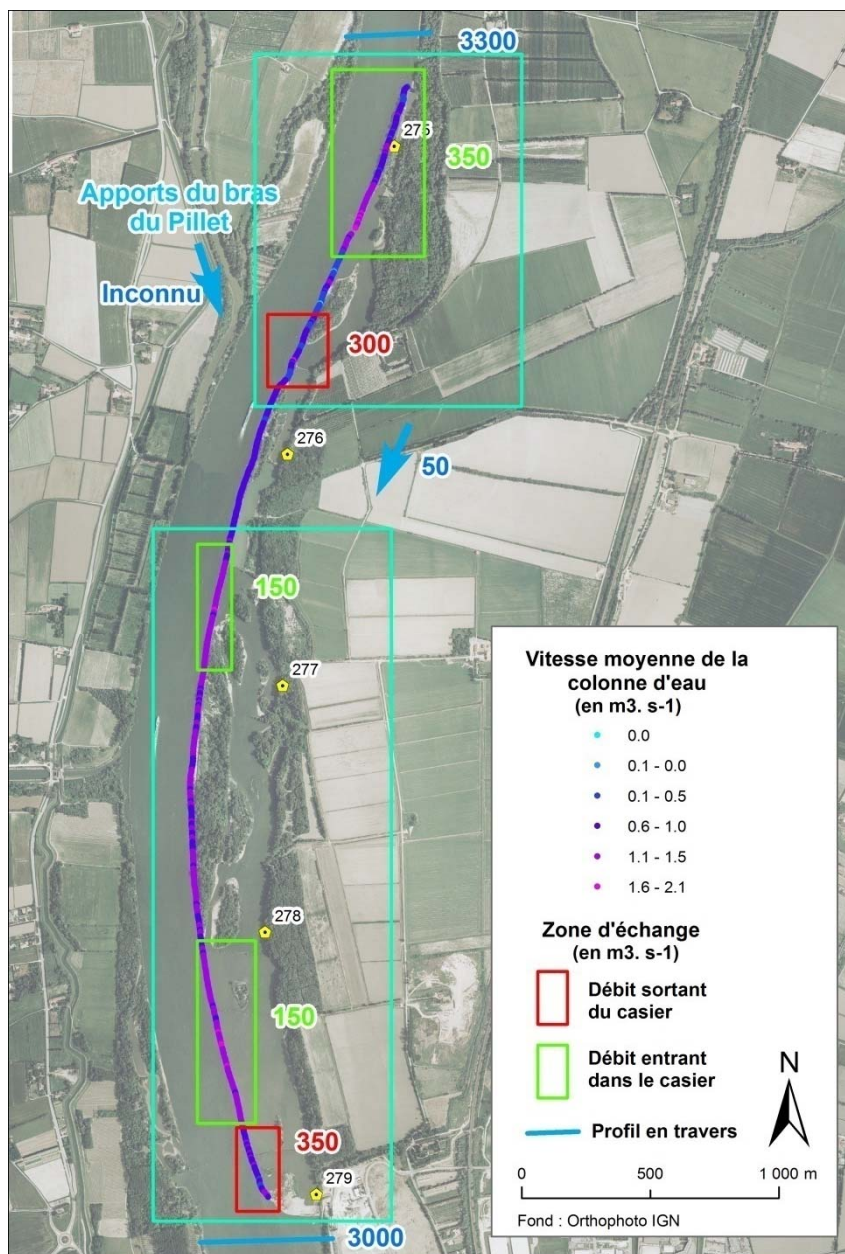 3300
275
350
Apports du bras
du Pillet
Inconnu
300
276
50
150
277
278
150
350
279
3000
Vitesse moyenne de la
colonne d'eau
(en m3. s-1)
0.0
0.1 - 0.0
0.1 - 0.5
0.6 - 1.0
1.1 - 1.5
1.6 - 2.1
Zone d'échange
(en m3. s-1)
Débit sortant
du casier
Débit entrant
dans le casier
N
Profil en travers
0 500 1 000 m
Fond : Orthophoto IGN